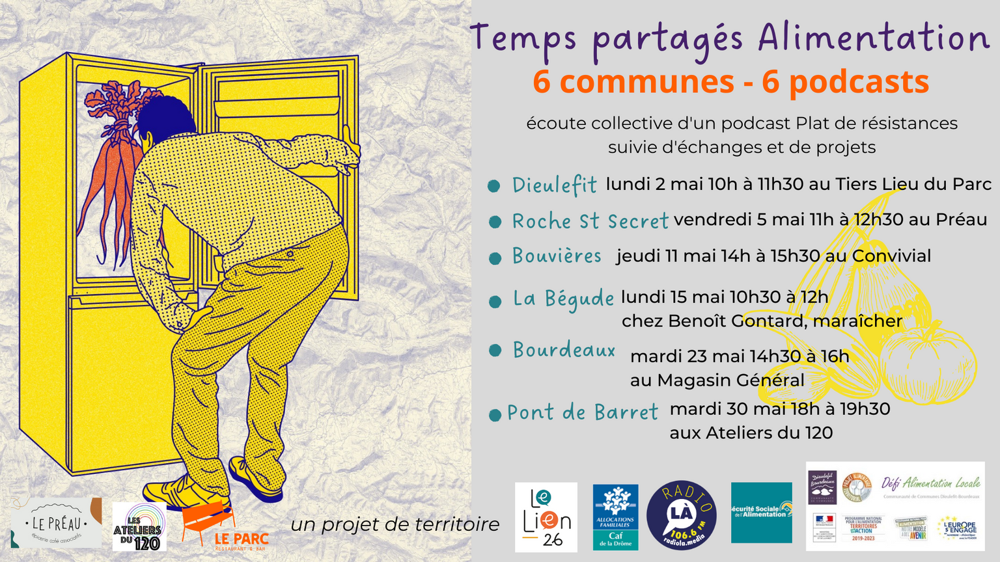 Temps partagés Alimentation
6 communes - 6 podcasts
écoute collective d'un podcast Plat de résistances
suivie d'échanges et de projets
Dieulefit lundi 2 mai 10h à 11h30 au Tiers Lieu du Parc
Roche St Secret vendredi 5 mai 11h à 12h30 au Préau
Bouvières jeudi 11 mai 14h à 15h30 au Convivial
La Bégude lundi 15 mai 10h30 à 12h
chez Benoît Gontard, maraîcher
Bourdeaux mardi 23 mai 14h30 à 16h
au Magasin Général
Pont de Barret mardi 30 mai 18h à 19h30
aux Ateliers du 120
LE PRÉAU
épicerie café associatifs
LES
ATELIERS
DU 120
LE PARC
RESTAURANT & BAR
un projet de territoire
Le
Lien
26
ALLOCATIONS
FAMILIALES
Caf
de la Drôme
RADIO
LÀ
106.6 FM
radiola.media
écurité Sociale
de l'Alimentation
Dieulefit
Bourdeaux
COMMUNAUTÉ
DE COMMUNES
PROJET ALIMENTAIRE
TERRITORIAL
Défi Alimentation Locale
Communauté de Communes Dieulefit-Bourdeaux
PROGRAMME NATIONAL
POUR L'ALIMENTATION
TERRITOIRES
EN ACTION
2019-2023
NOTRE MODÈLE
D'AVENIR
L'EUROPE
S'ENGAGE